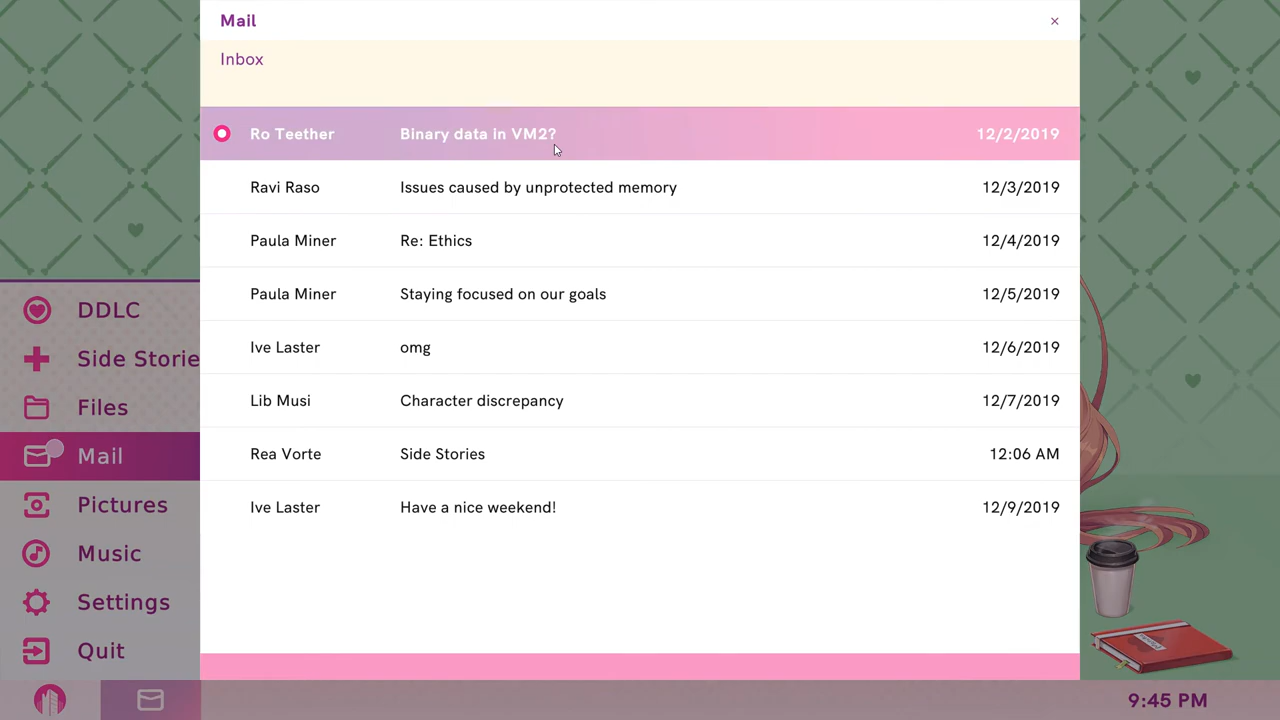 Mail
×
Inbox
Ro Teether Binary data in VM2? 12/2/2019
Ravi Raso Issues caused by unprotected memory 12/3/2019
Paula Miner Re: Ethics 12/4/2019
Paula Miner Staying focused on our goals 12/5/2019
Ive Laster omg 12/6/2019
Lib Musi Character discrepancy 12/7/2019
Rea Vorte Side Stories 12:06 AM
Ive Laster Have a nice weekend! 12/9/2019
DDLC
Side Storie
Files
Mail
Pictures
Music
Settings
Quit
9:45 PM